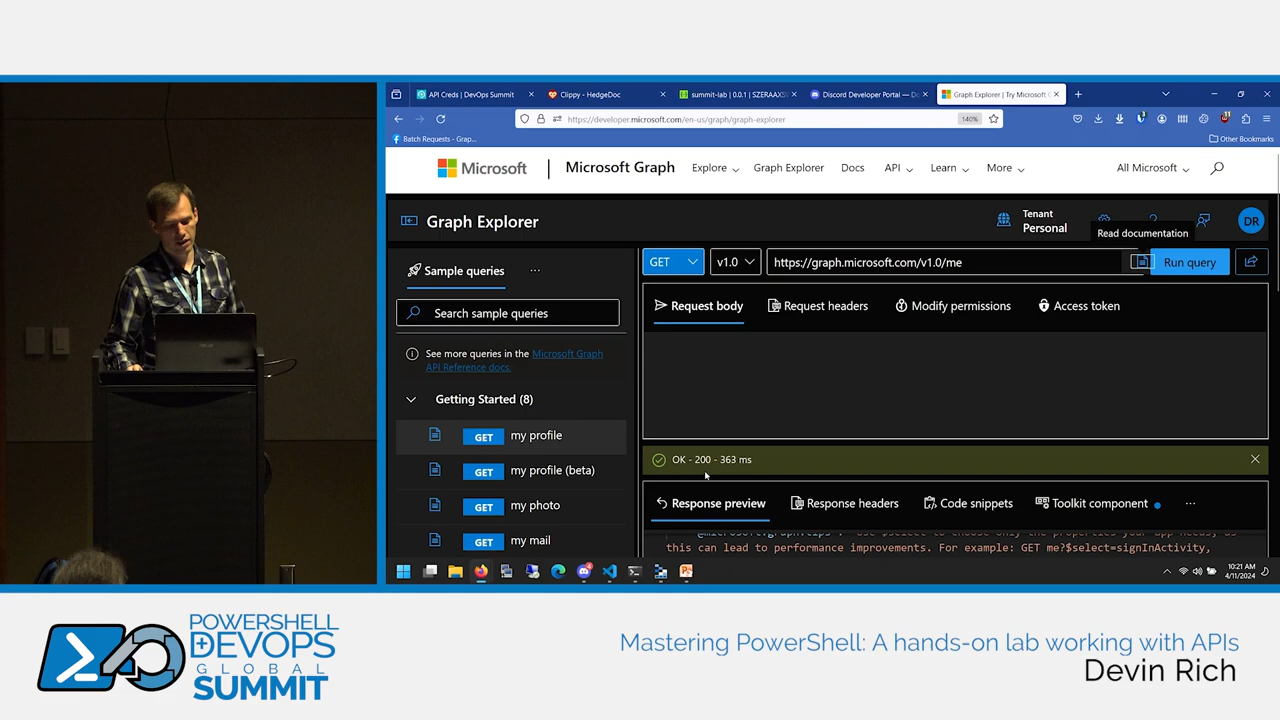 API Creds | DevOps Summit
Clippy - HedgeDoc
summit-lab | 0.0.1 | SZERAAXS
Discord Developer Portal — Do
Graph Explorer | Try Microsoft G
https://developer.microsoft.com/en-us/graph/graph-explorer
140%
Batch Requests - Grap...
Other Bookmarks
Microsoft
Microsoft Graph
Explore
Graph Explorer
Docs
API
Learn
More
All Microsoft
Graph Explorer
Tenant
Personal
DR
Read documentation
Sample queries
...
GET
v1.0
https://graph.microsoft.com/v1.0/me
Run query
Search sample queries
Request body
Request headers
Modify permissions
Access token
See more queries in the Microsoft Graph
API Reference docs.
Getting Started (8)
GET my profile
GET my profile (beta)
GET my photo
GET my mail
OK - 200 - 363 ms
Response preview
Response headers
Code snippets
Toolkit component
...
this can lead to performance improvements. For example: GET me?$select=signInActivity,
10:21 AM
4/11/2024
POWERSHELL
+DEVOPS
GLOBAL
SUMMIT
Mastering PowerShell: A hands-on lab working with APIs
Devin Rich